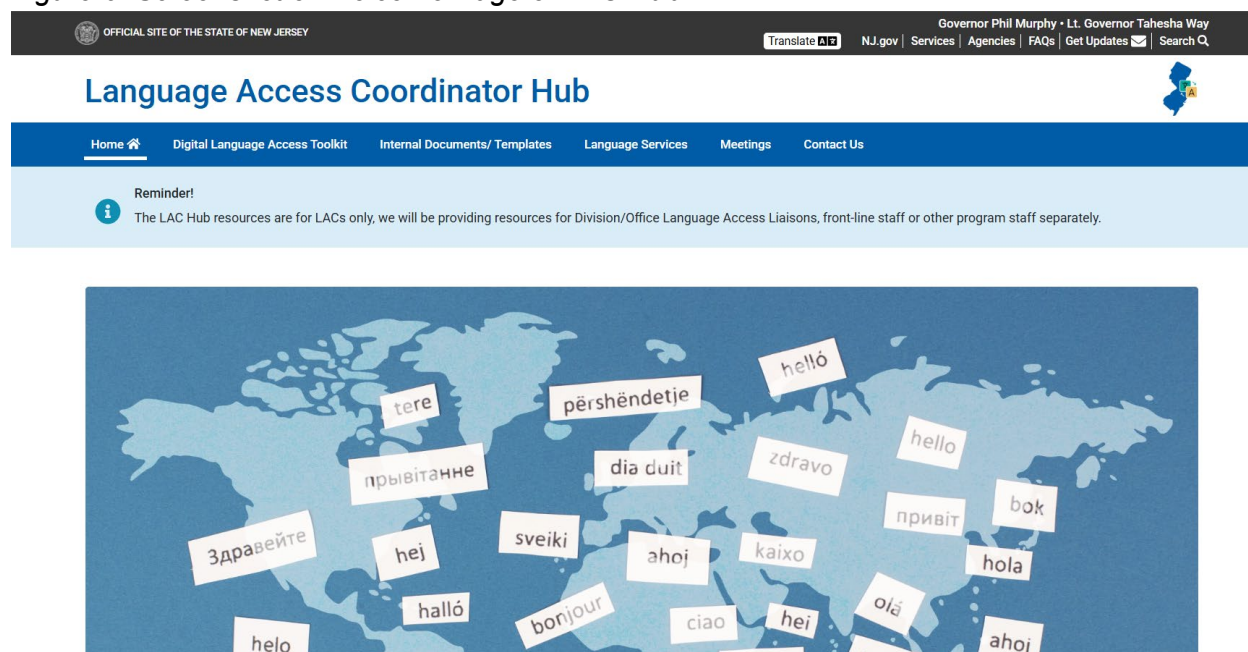 OFFICIAL SITE OF THE STATE OF NEW JERSEY
Governor Phil Murphy • Lt. Governor Tahesha Way
Translate
NJ.gov | Services | Agencies | FAQs | Get Updates | Search
Language Access Coordinator Hub
Home
Digital Language Access Toolkit
Internal Documents/ Templates
Language Services
Meetings
Contact Us
Reminder!
The LAC Hub resources are for LACs only, we will be providing resources for Division/Office Language Access Liaisons, front-line staff or other program staff separately.
helló
tere
përshëndetje
hello
прывітанне
dia duit
zdravo
bok
привіт
Здравейте
hej
sveiki
ahoj
kaixo
hola
halló
bonjour
ciao
hei
olá
helo
ahoj